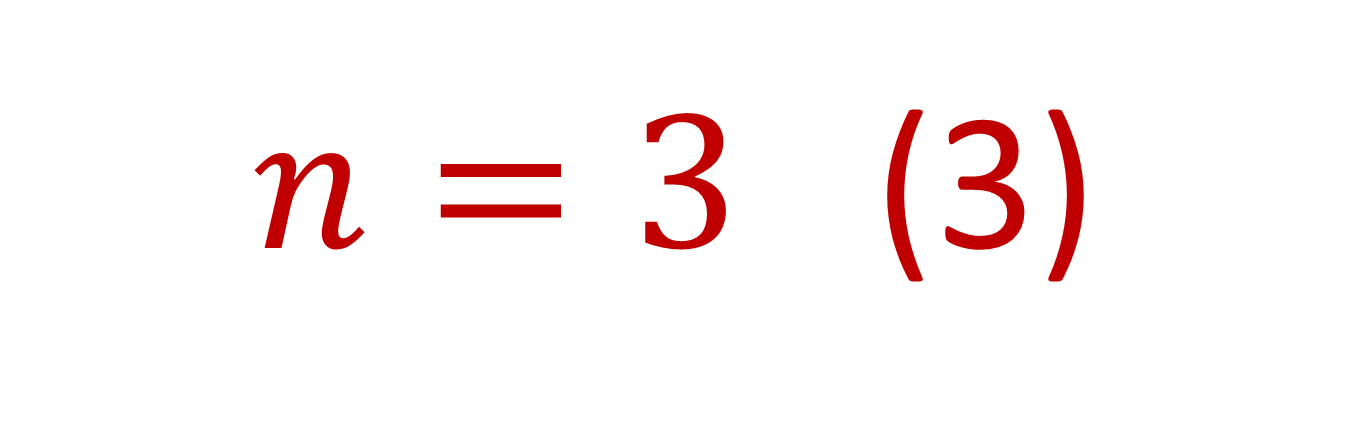 n = 3 (3)